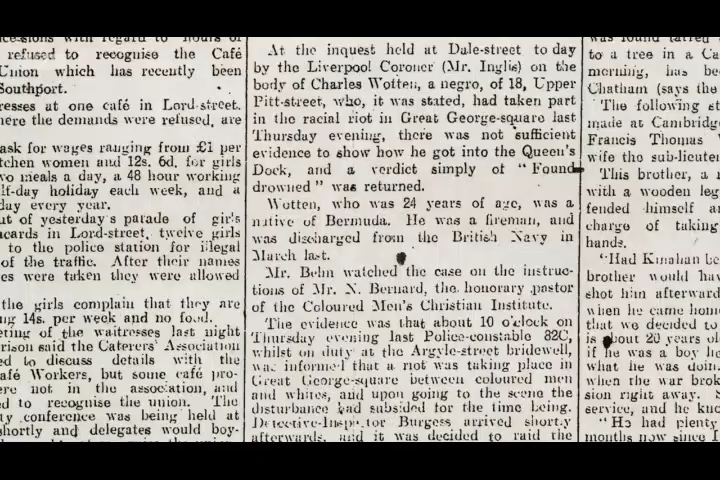 cessions with regard to hours of
refused to recognise the Café
Union which has recently been
Southport.
resses at one café in Lord-street.
here the demands were refused, are
ask for wages ranging from £1 per
tchen women and 12s. 6d. for girls
wo meals a day, a 48 hour working
lf-day holiday each week, and a
day every year.
ut of yesterday's parade of girls
acards in Lord-street, twelve girls
to the police station for illegal
of the traffic. After their names
es were taken they were allowed
the girls complain that they are
ng 14s. per week and no food.
eting of the waitresses last night
rison said the Caterers' Association
ed to discuss details with the
afé Workers, but some café pro-
ere not in the association, and
ed to recognise the union. The
ty conference was being held at
shortly and delegates would boy-
At the inquest held at Dale-street to day
by the Liverpool Coroner (Mr. Inglis) on the
body of Charles Wotten, a negro, of 18, Upper
Pitt-street, who, it was stated, had taken part
in the racial riot in Great George-square last
Thursday evening, there was not sufficient
evidence to show how he got into the Queen's
Dock, and a verdict simply of "Found
drowned" was returned.
Wotten, who was 24 years of age, was a
native of Bermuda. He was a fireman, and
was discharged from the British Navy in
March last.
Mr. Behn watched the case on the instruc-
tions of Mr. N. Bernard, the honorary pastor
of the Coloured Men's Christian Institute.
The evidence was that about 10 o'clock on
Thursday evening last Police-constable 82C,
whilst on duty at the Argyle-street bridewell,
was informed that a riot was taking place in
Great George-square between coloured men
and whites, and upon going to the scene the
disturbance had subsided for the time being.
Detective-Inspector Burgess arrived shortly
afterwards, and it was decided to raid the
was found tarred
to a tree in a Ca
morning, has be
Chatham (says the
The following st
made at Cambridg
Francis Thomas
wife the sub-lieuten
This brother, a
with a wooden leg
fended himself a
charge of taking
hands.
"Had Kinahan be
brother would hav
shot him afterward
when he came hom
that we decided to
is about 20 years ol
if he was a boy h
what he was doin
when the war brok
sion right away. S
service, and he kno
"He had plenty
months now since I